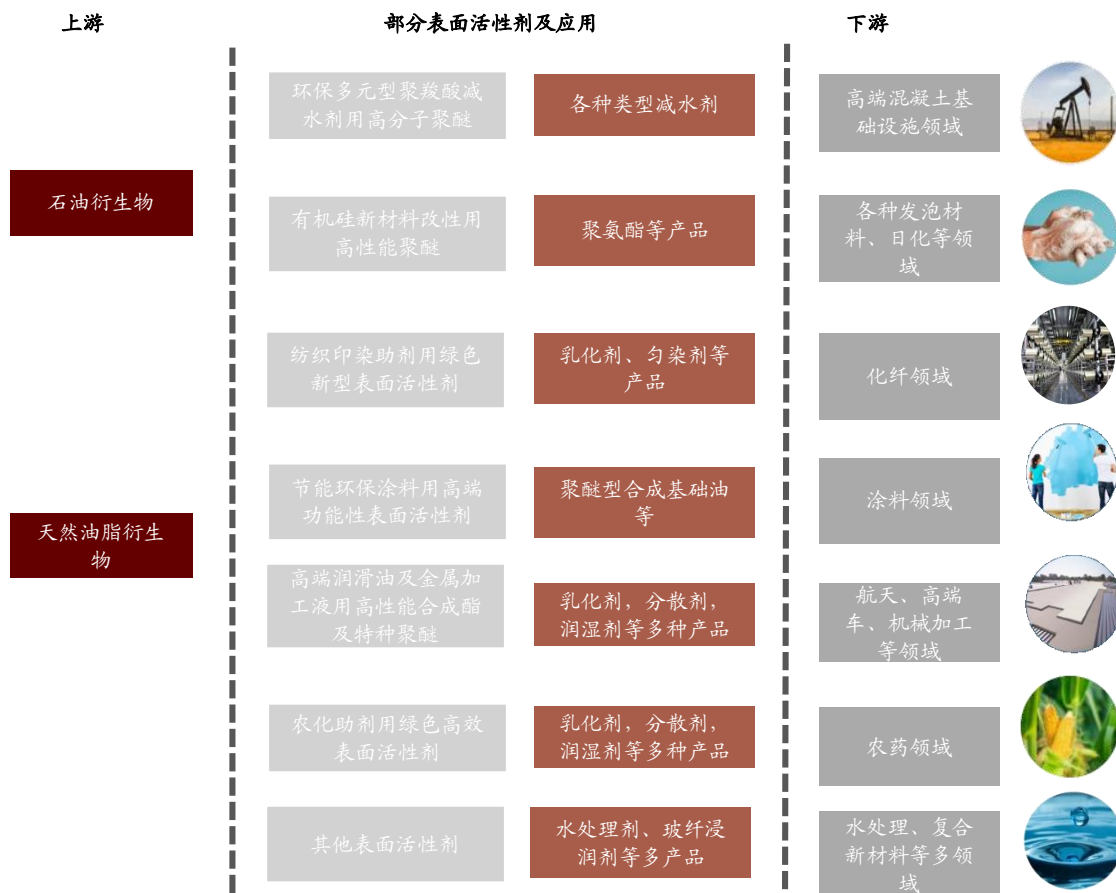 上游
部分表面活性剂及应用
下游
环保多元型聚羧酸减
水剂用高分子聚醚
各种类型减水剂
高端混凝土基
础设施领域
石油衍生物
有机硅新材料改性用
高性能聚醚
聚氨酯等产品
各种发泡材
料、日化等领
域
纺织印染助剂用绿色
新型表面活性剂
乳化剂、匀染剂等
产品
化纤领域
节能环保涂料用高端
功能性表面活性剂
聚醚型合成基础油
等
涂料领域
天然油脂衍生
物
高端润滑油及金属加
工液用高性能合成酯
及特种聚醚
乳化剂，分散剂，
润湿剂等多种产品
航天、高端
车、机械加工
等领域
农化助剂用绿色高效
表面活性剂
乳化剂，分散剂，
润湿剂等多种产品
农药领域
其他表面活性剂
水处理剂、玻纤浸
润剂等多产品
水处理、复合
新材料等多领
域